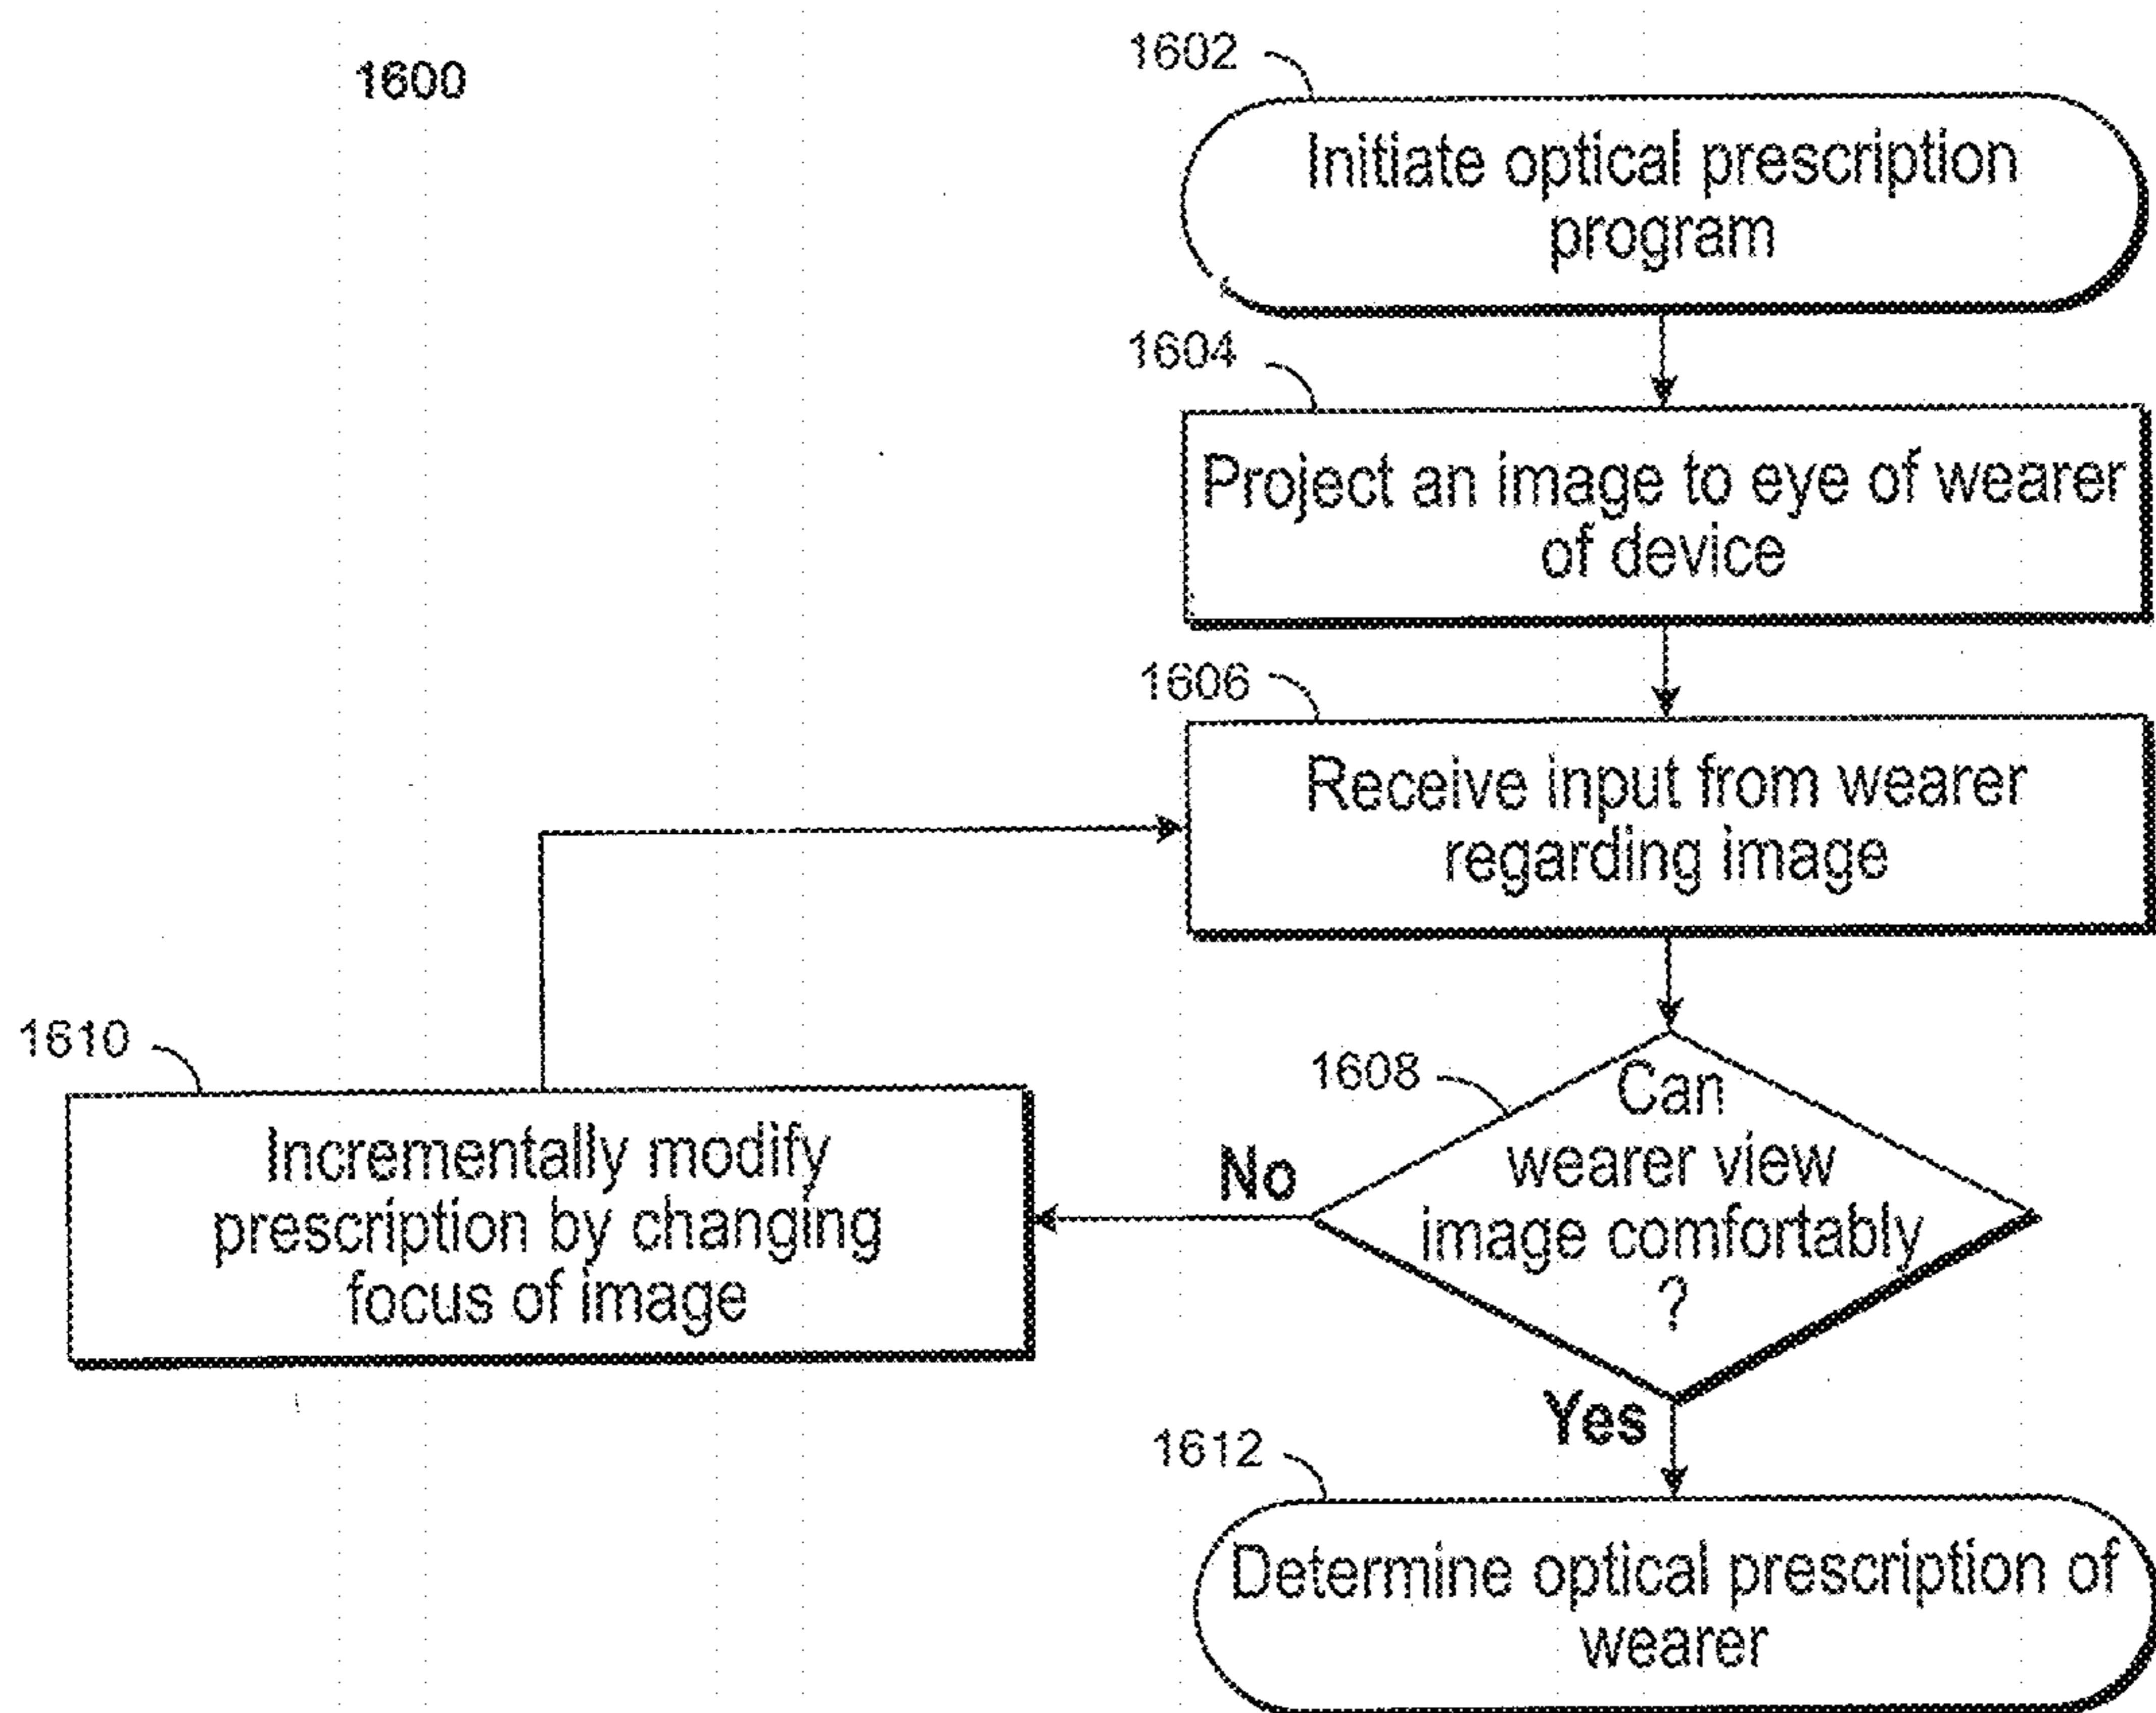 1600
1602
Initiate optical prescription
program
1604
Project an image to eye of wearer
of device
1606
Receive input from wearer
regarding image
1608
Can
wearer view
image comfortably
?
No
1610
Incrementally modify
prescription by changing
focus of image
Yes
1612
Determine optical prescription of
wearer